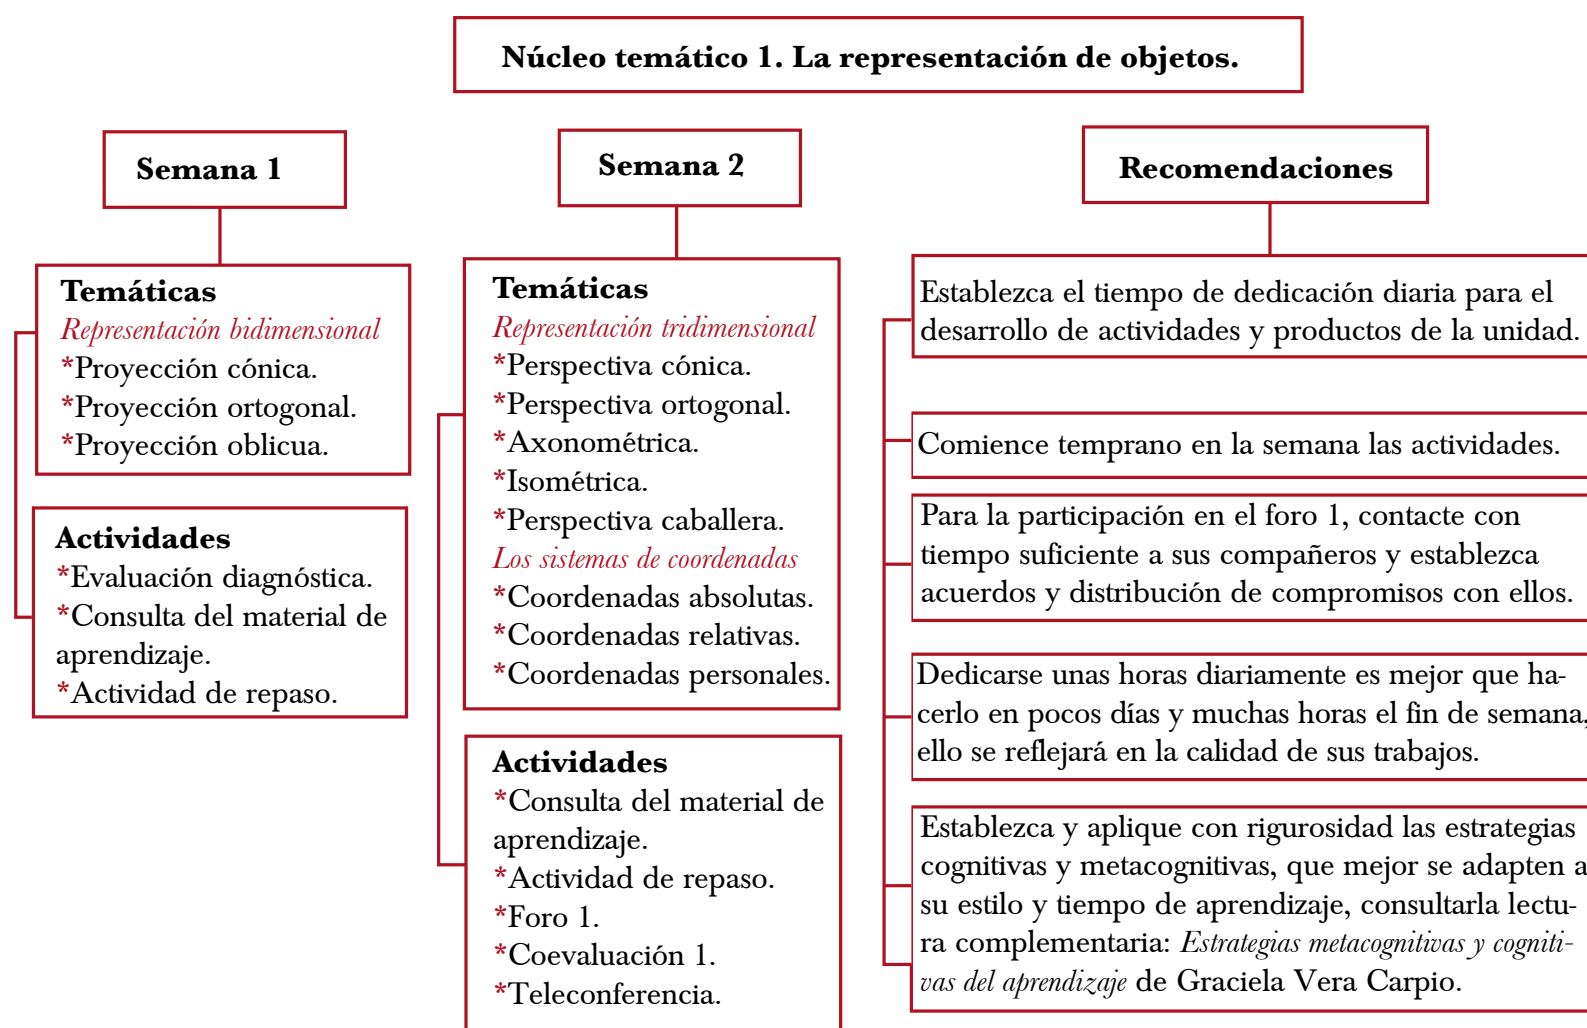 Núcleo temático 1. La representación de objetos.
Semana 1
Temáticas
Representación bidimensional
*Proyección cónica.
*Proyección ortogonal.
*Proyección oblicua.
Actividades
*Evaluación diagnóstica.
*Consulta del material de
aprendizaje.
*Actividad de repaso.
Semana 2
Temáticas
Representación tridimensional
*Perspectiva cónica.
*Perspectiva ortogonal.
*Axonométrica.
*Isométrica.
*Perspectiva caballera.
Los sistemas de coordenadas
*Coordenadas absolutas.
*Coordenadas relativas.
*Coordenadas personales.
Actividades
*Consulta del material de
aprendizaje.
*Actividad de repaso.
*Foro 1.
*Coevaluación 1.
*Teleconferencia.
Recomendaciones
Establezca el tiempo de dedicación diaria para el
desarrollo de actividades y productos de la unidad.
Comience temprano en la semana las actividades.
Para la participación en el foro 1, contacte con
tiempo suficiente a sus compañeros y establezca
acuerdos y distribución de compromisos con ellos.
Dedicarse unas horas diariamente es mejor que ha-
cerlo en pocos días y muchas horas el fin de semana,
ello se reflejará en la calidad de sus trabajos.
Establezca y aplique con rigurosidad las estrategias
cognitivas y metacognitivas, que mejor se adapten a
su estilo y tiempo de aprendizaje, consultarla lectu-
ra complementaria: Estrategias metacognitivas y cogniti-
vas del aprendizaje de Graciela Vera Carpio.